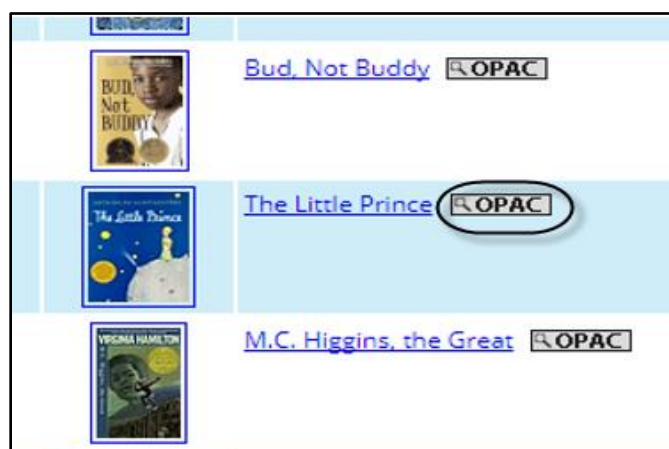 BUD,
Not
BUDDY
Bud, Not Buddy OPAC
The Little Prince
The Little Prince OPAC
VIRGINIA HAMILTON
M.C. Higgins, the Great OPAC